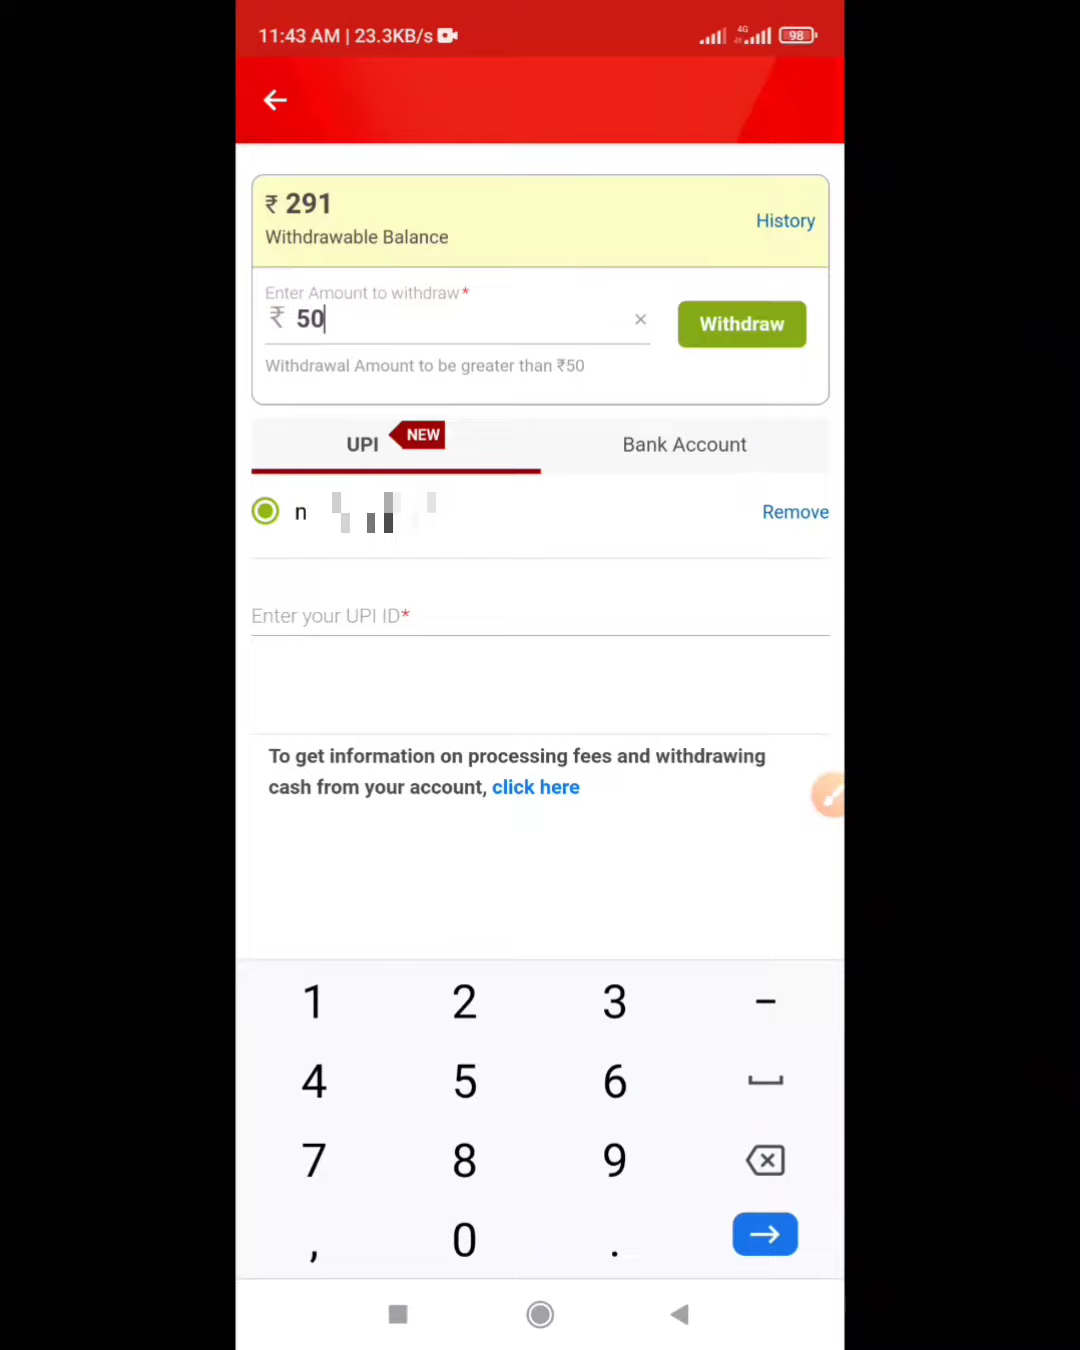 11:43 AM | 23.3KB/s 4G 98
₹ 291
Withdrawable Balance
History
Enter Amount to withdraw*
₹ 50
×
Withdraw
Withdrawal Amount to be greater than ₹50
UPI NEW Bank Account
n
Remove
Enter your UPI ID*
To get information on processing fees and withdrawing
cash from your account, click here
1 2 3 –
4 5 6
7 8 9
, 0 .